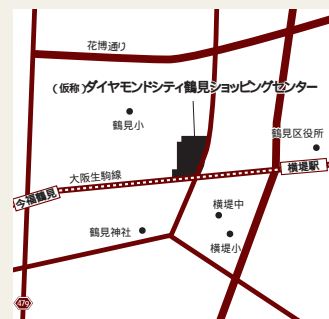 花博通り
(仮称)ダイヤモンドシティ鶴見ショッピングセンター
鶴見小
鶴見区役所
大阪生駒線
横堤駅
今福鶴見
横堤中
鶴見神社
横堤小
479